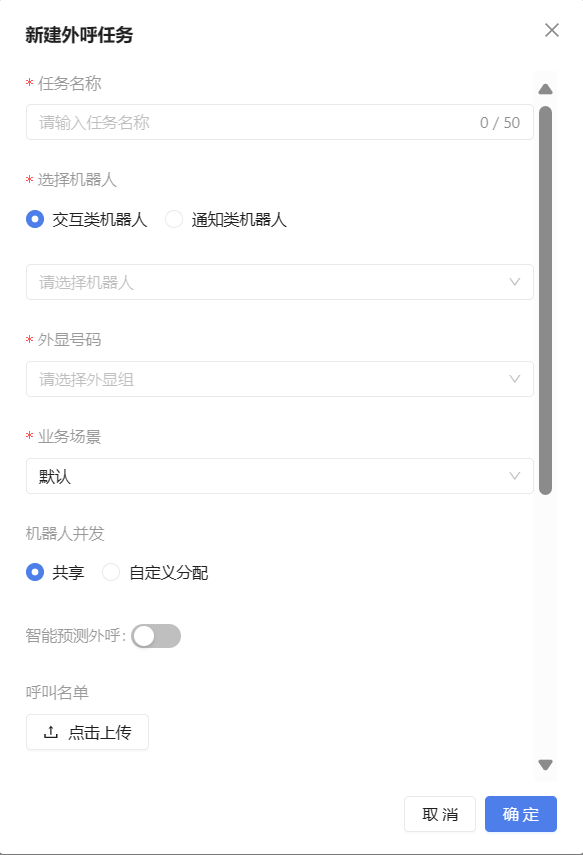 新建外呼任务
* 任务名称
请输入任务名称 0 / 50
* 选择机器人
交互类机器人 通知类机器人
请选择机器人
* 外显号码
请选择外显组
* 业务场景
默认
机器人并发
共享 自定义分配
智能预测外呼:
呼叫名单
点击上传
取 消 确 定